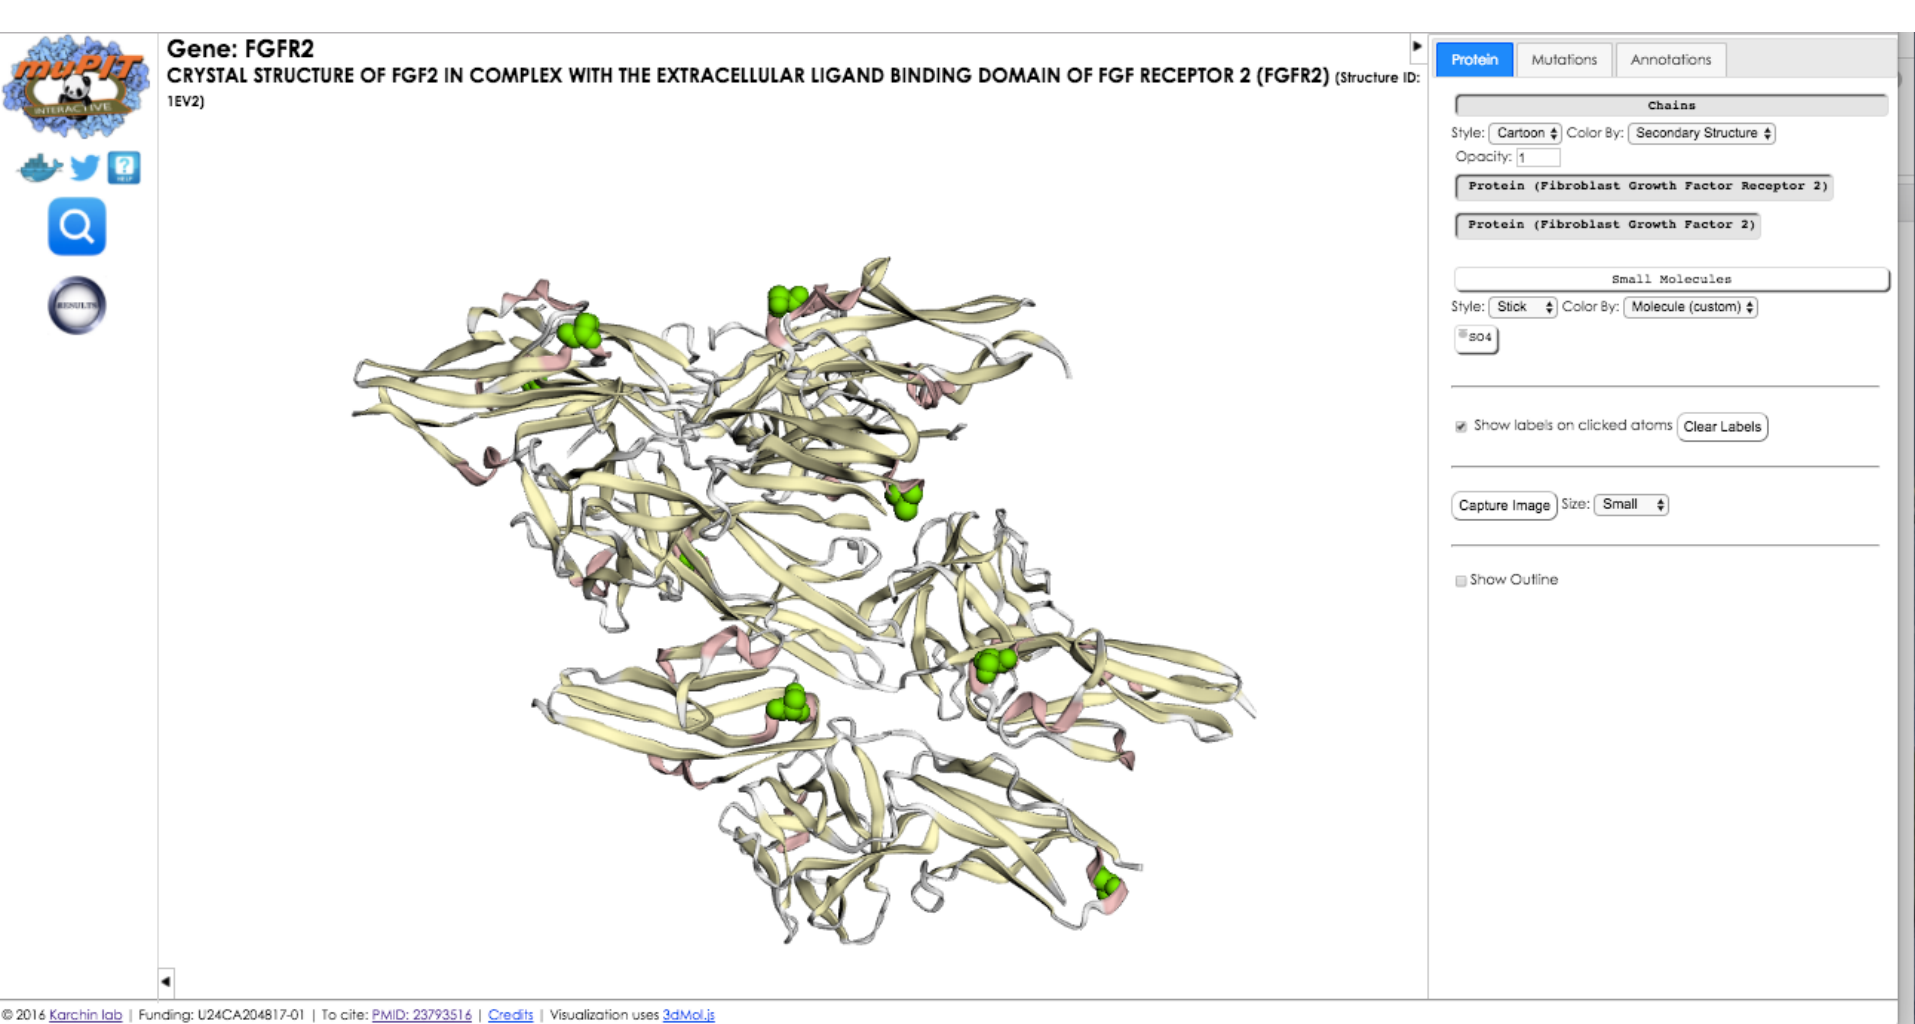 muPIT
INTERACTIVE
?
HELP
RESULTS
Gene: FGFR2
CRYSTAL STRUCTURE OF FGF2 IN COMPLEX WITH THE EXTRACELLULAR LIGAND BINDING DOMAIN OF FGF RECEPTOR 2 (FGFR2) (Structure ID:
1EV2)
Protein Mutations Annotations
Chains
Style: Cartoon Color By: Secondary Structure
Opacity: 1
Protein (Fibroblast Growth Factor Receptor 2)
Protein (Fibroblast Growth Factor 2)
Small Molecules
Style: Stick Color By: Molecule (custom)
SO4
Show labels on clicked atoms Clear Labels
Capture Image Size: Small
Show Outline
© 2016 Karchin lab | Funding: U24CA204817-01 | To cite: PMID: 23793516 | Credits | Visualization uses 3dMol.js